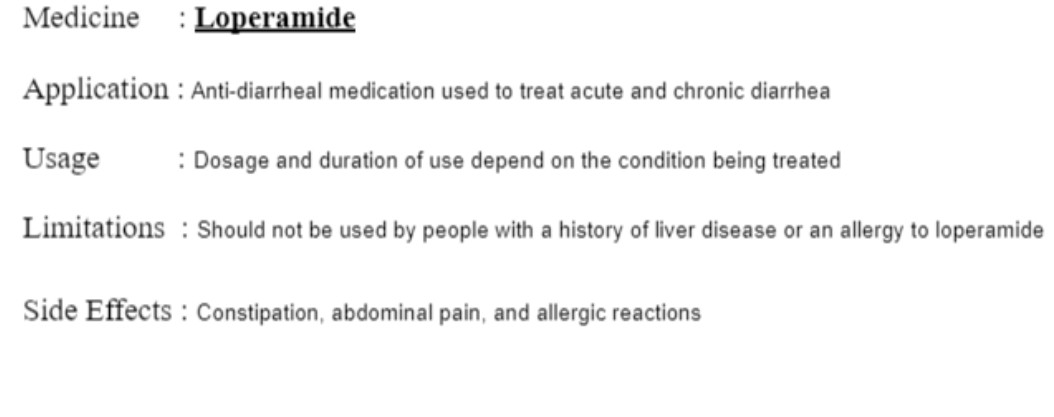 Medicine : Loperamide
Application : Anti-diarrheal medication used to treat acute and chronic diarrhea
Usage : Dosage and duration of use depend on the condition being treated
Limitations : Should not be used by people with a history of liver disease or an allergy to loperamide
Side Effects : Constipation, abdominal pain, and allergic reactions